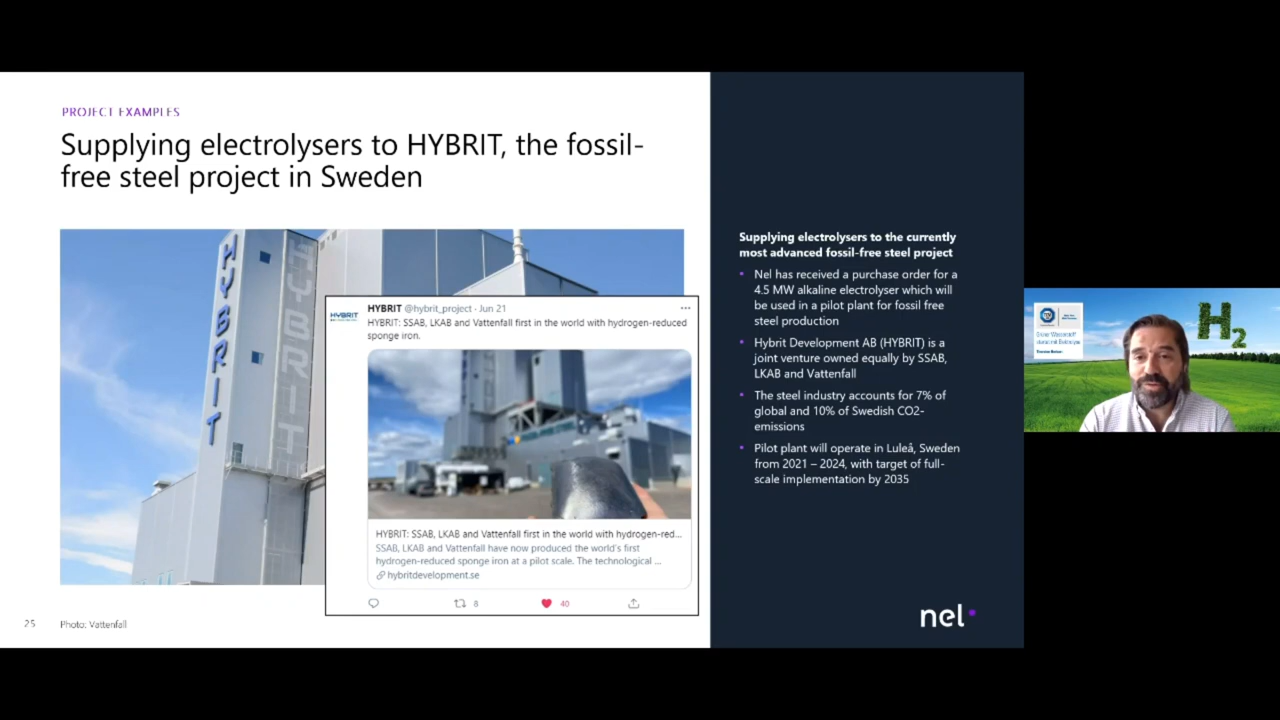 PROJECT EXAMPLES
Supplying electrolysers to HYBRIT, the fossil-
free steel project in Sweden
HYBRIT
HYBRIT
HYBRIT
HYBRIT @hybrit_project · Jun 21
HYBRIT: SSAB, LKAB and Vattenfall first in the world with hydrogen-reduced
sponge iron.
HYBRIT: SSAB, LKAB and Vattenfall first in the world with hydrogen-red...
SSAB, LKAB and Vattenfall have now produced the world's first
hydrogen-reduced sponge iron at a pilot scale. The technological ...
hybritdevelopment.se
8
40
25
Photo: Vattenfall
Supplying electrolysers to the currently
most advanced fossil-free steel project
• Nel has received a purchase order for a
4.5 MW alkaline electrolyser which will
be used in a pilot plant for fossil free
steel production
• Hybrit Development AB (HYBRIT) is a
joint venture owned equally by SSAB,
LKAB and Vattenfall
• The steel industry accounts for 7% of
global and 10% of Swedish CO2-
emissions
• Pilot plant will operate in Luleå, Sweden
from 2021 – 2024, with target of full-
scale implementation by 2035
nel
H2